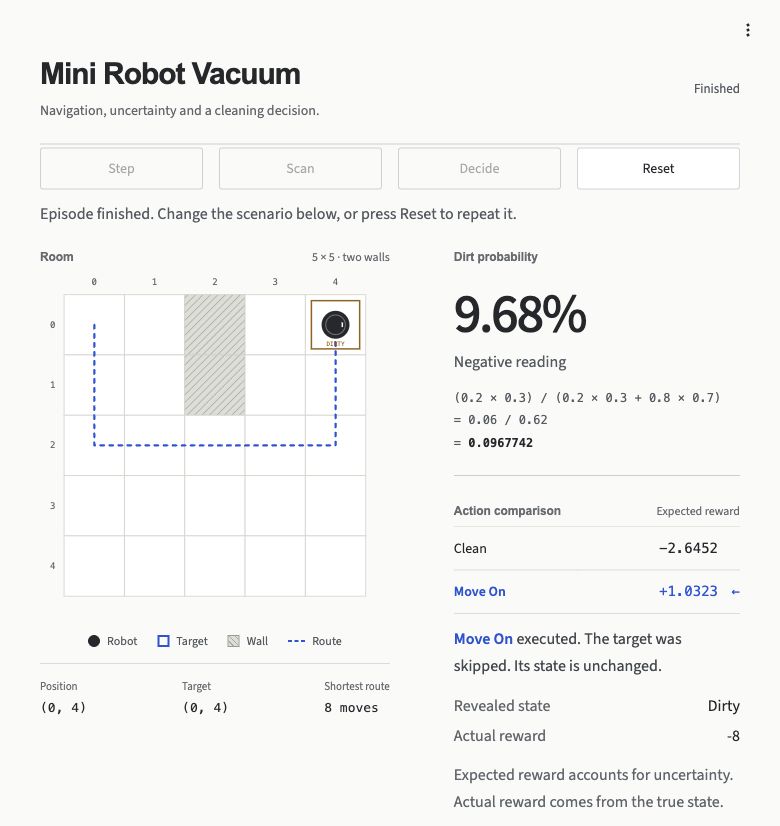 Mini Robot Vacuum
Finished
Navigation, uncertainty and a cleaning decision.
Step
Scan
Decide
Reset
Episode finished. Change the scenario below, or press Reset to repeat it.
Room
5 × 5 · two walls
0 1 2 3 4
0
DIRTY
1
2
3
4
Robot
Target
Wall
Route
Position
Target
Shortest route
(0, 4)
(0, 4)
8 moves
Dirt probability
9.68%
Negative reading
(0.2 × 0.3) / (0.2 × 0.3 + 0.8 × 0.7)
= 0.06 / 0.62
= 0.0967742
Action comparison
Expected reward
Clean
−2.6452
Move On
+1.0323 ←
Move On executed. The target was
skipped. Its state is unchanged.
Revealed state
Dirty
Actual reward
-8
Expected reward accounts for uncertainty.
Actual reward comes from the true state.